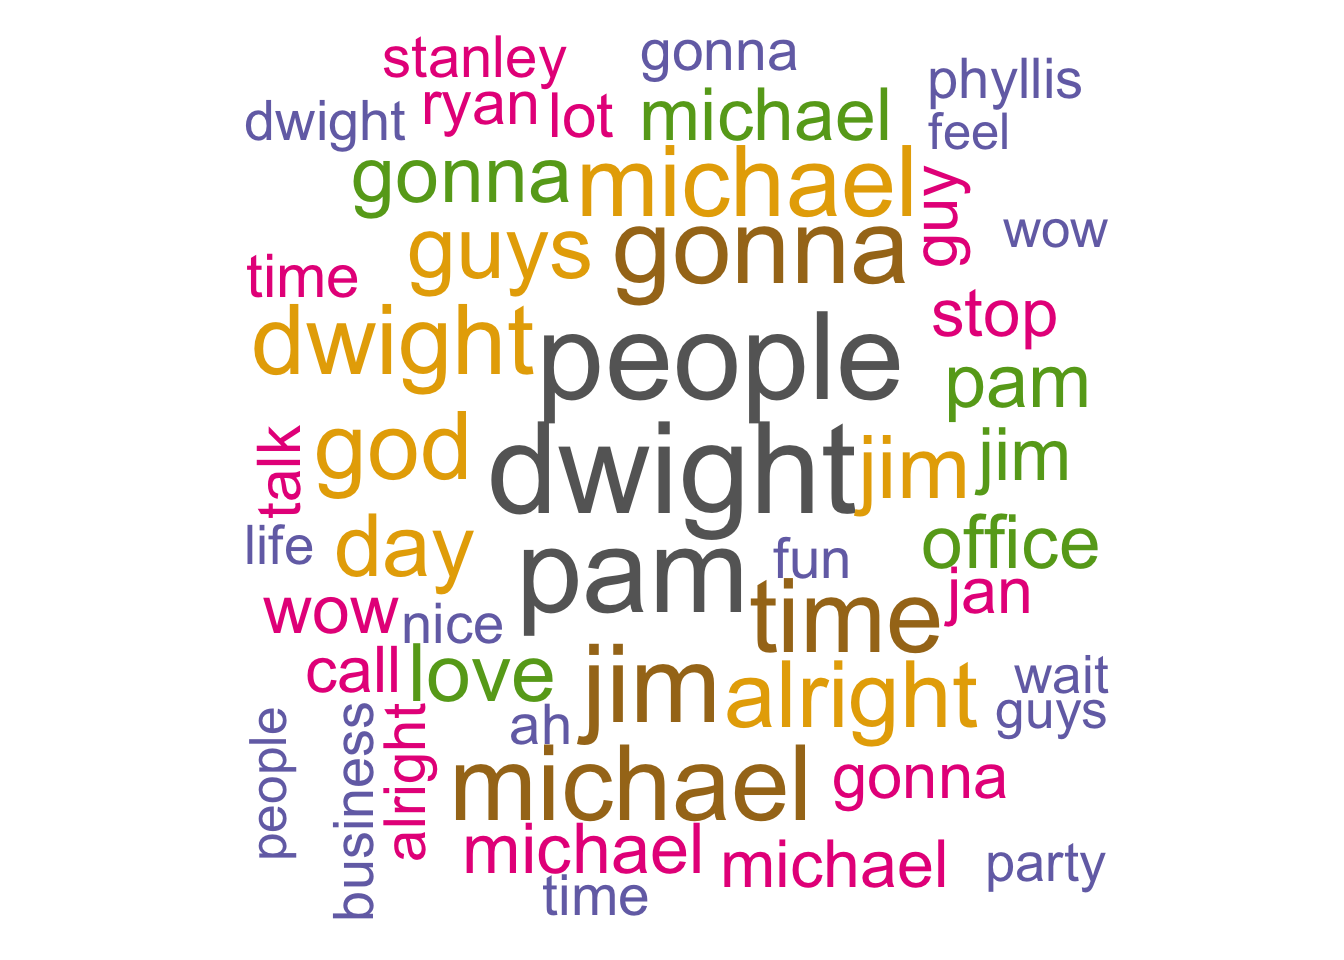 stanley
gonna
phyllis
dwight
ryan
lot
michael
feel
gonna
michael
guy
wow
guys
gonna
time
stop
dwight
people
pam
talk
god
dwight
jim
jim
life
day
pam
fun
office
wow
nice
time
jan
call
love
jim
alright
wait
guys
people
business
alright
ah
michael
gonna
michael
michael
party
time